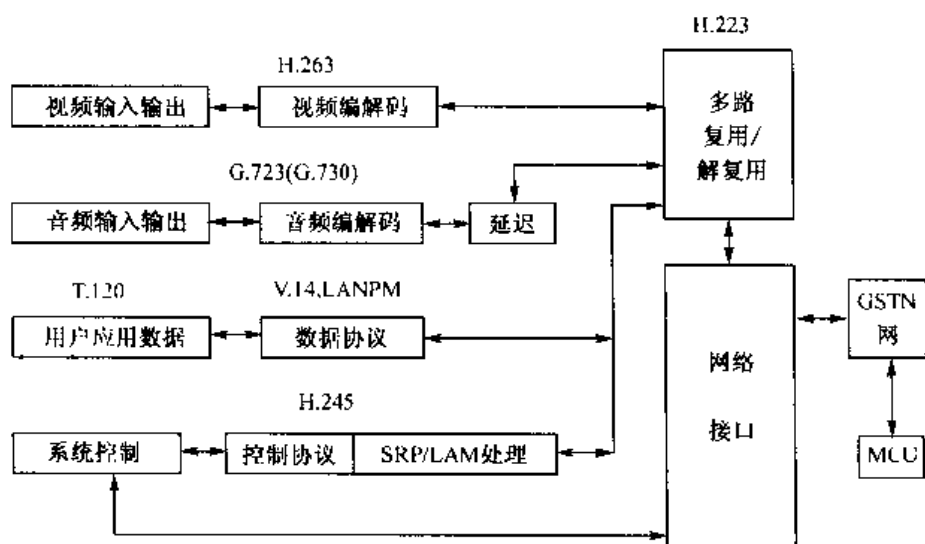 H.223
H.263
视频输入输出
视频编解码
多路
复用/
解复用
G.723(G.730)
音频输入输出
音频编解码
延迟
T.120
V.14,LANPM
用户应用数据
数据协议
GSTN
网
网络
接口
H.245
系统控制
控制协议
SRP/LAM处理
MCU